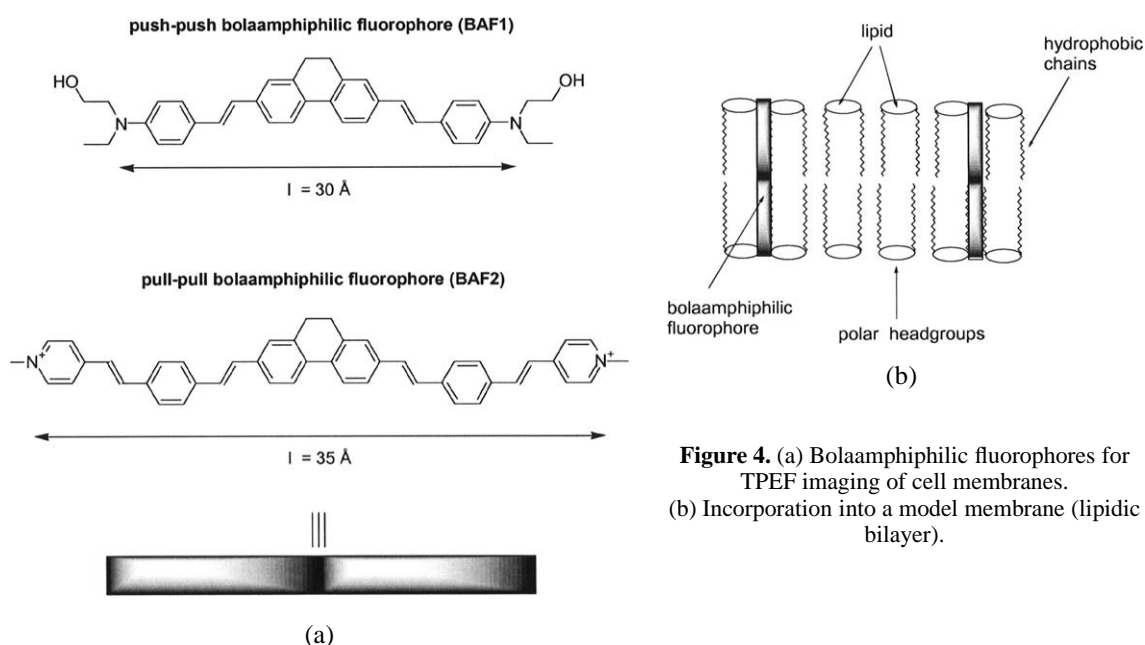 push-push bolaamphiphilic fluorophore (BAF1)
HO
OH
N
N
l = 30 Å
pull-pull bolaamphiphilic fluorophore (BAF2)
N+
N+
l = 35 Å
(a)
lipid
hydrophobic
chains
bolaamphiphilic
fluorophore
polar headgroups
(b)
Figure 4. (a) Bolaamphiphilic fluorophores for
TPEF imaging of cell membranes.
(b) Incorporation into a model membrane (lipidic
bilayer).